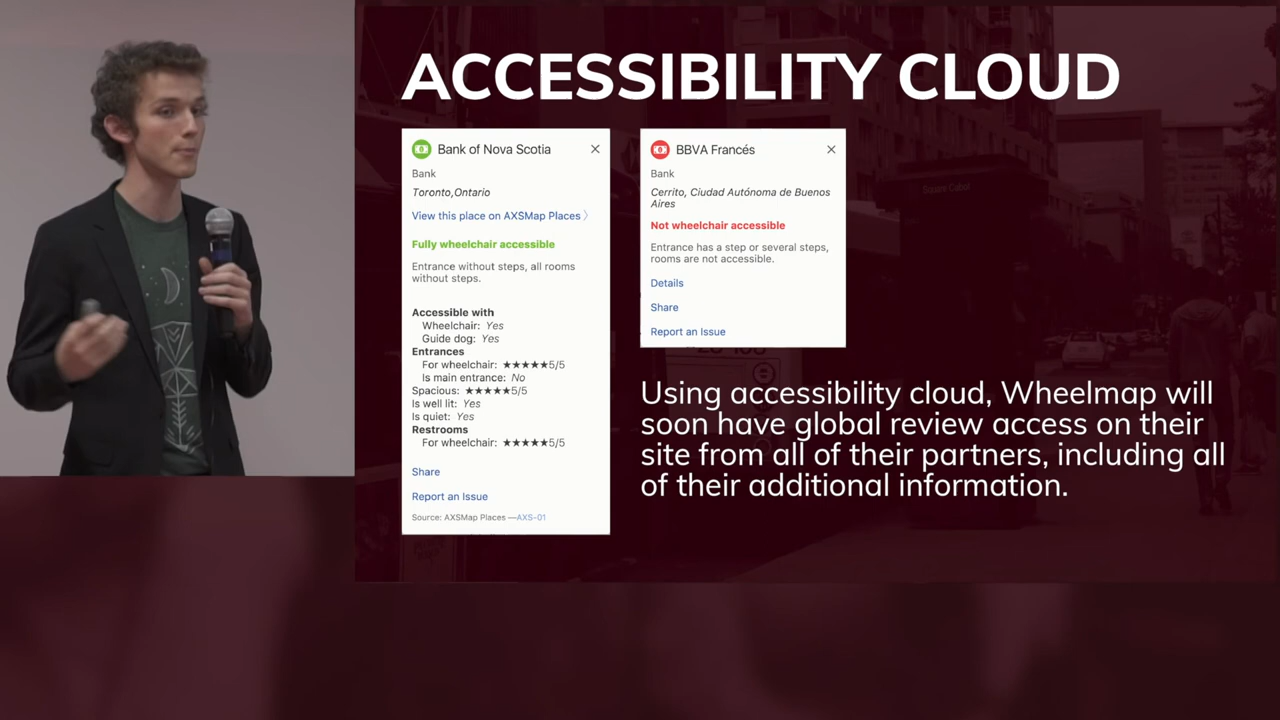 ACCESSIBILITY CLOUD
Bank of Nova Scotia
Bank
Toronto,Ontario
View this place on AXSMap Places
Fully wheelchair accessible
Entrance without steps, all rooms
without steps.
Accessible with
Wheelchair: Yes
Guide dog: Yes
Entrances
For wheelchair: ★★★★★5/5
Is main entrance: No
Spacious: ★★★★★5/5
Is well lit: Yes
Is quiet: Yes
Restrooms
For wheelchair: ★★★★★5/5
Share
Report an Issue
Source: AXSMap Places —AXS-01
BBVA Francés
Bank
Cerrito, Ciudad Autónoma de Buenos
Aires
Not wheelchair accessible
Entrance has a step or several steps,
rooms are not accessible.
Details
Share
Report an Issue
Using accessibility cloud, Wheelmap will
soon have global review access on their
site from all of their partners, including all
of their additional information.